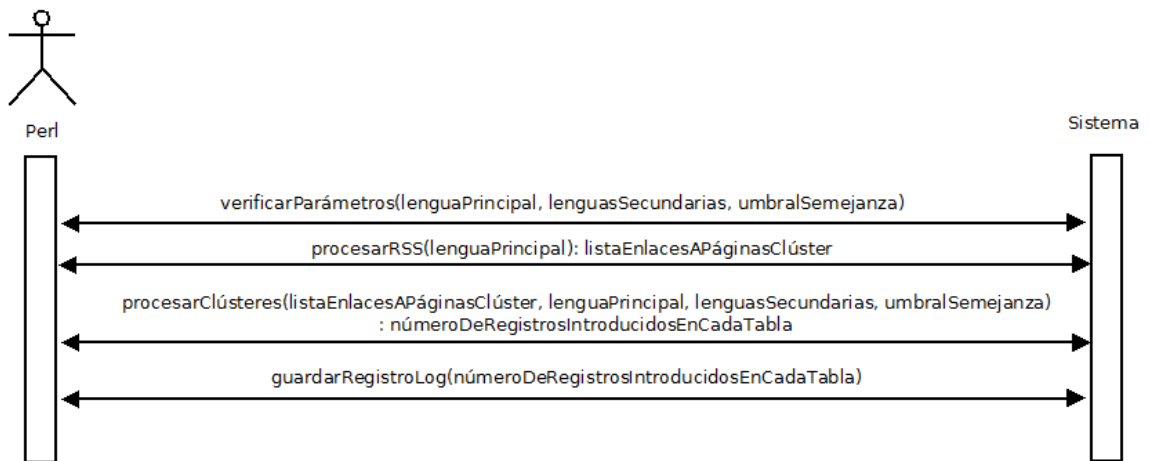 Perl
Sistema
verificarParámetros(lenguaPrincipal, lenguasSecundarias, umbralSemejanza)
procesarRSS(lenguaPrincipal): listaEnlacesAPáginasClúster
procesarClústeres(listaEnlacesAPáginasClúster, lenguaPrincipal, lenguasSecundarias, umbralSemejanza)
: númeroDeRegistrosIntroducidosEnCadaTabla
guardarRegistroLog(númeroDeRegistrosIntroducidosEnCadaTabla)